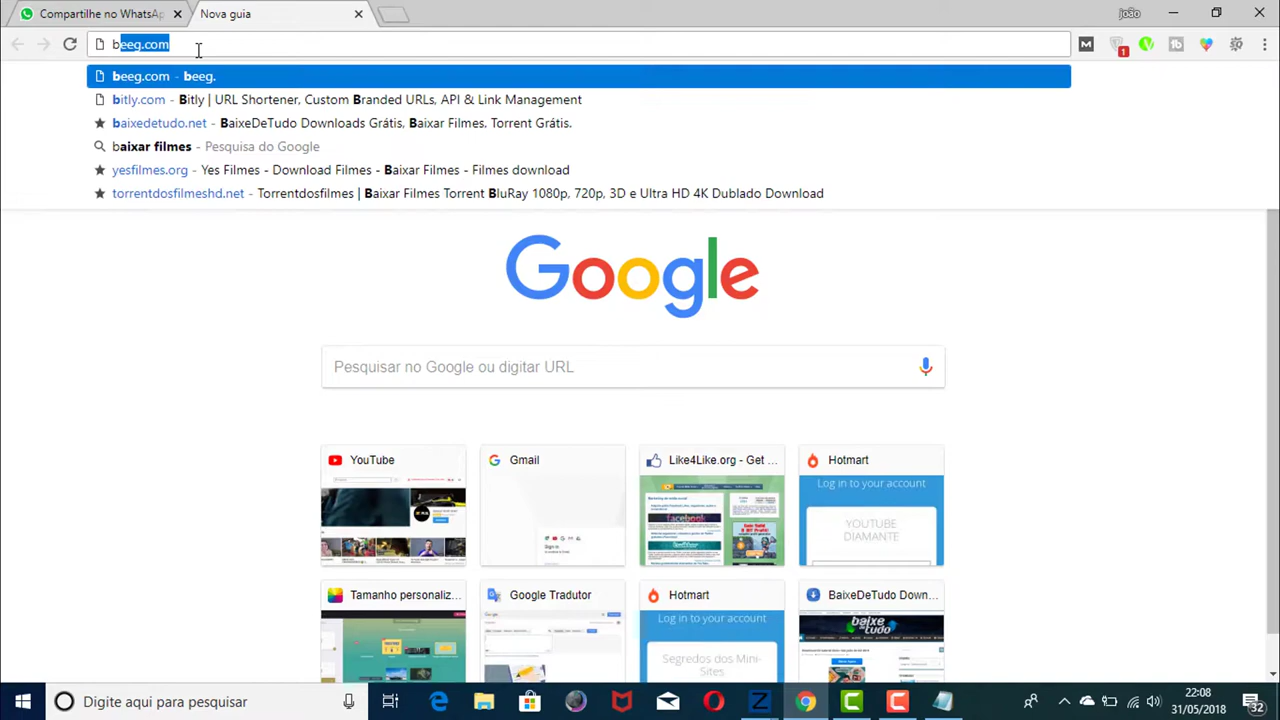 Compartilhe no WhatsAp
Nova guia
joão
beeg.com
1
beeg.com - beeg.
bitly.com - Bitly | URL Shortener, Custom Branded URLs, API & Link Management
baixedetudo.net - BaixeDeTudo Downloads Grátis, Baixar Filmes. Torrent Grátis.
baixar filmes - Pesquisa do Google
yesfilmes.org - Yes Filmes - Download Filmes - Baixar Filmes - Filmes download
torrentdosfilmeshd.net - Torrentdosfilmes | Baixar Filmes Torrent BluRay 1080p, 720p, 3D e Ultra HD 4K Dublado Download
Google
Pesquisar no Google ou digitar URL
YouTube
Gmail
Like4Like.org - Get ...
Hotmart
Log in to your account
YOUTUBE
DIAMANTE
Tamanho personaliz...
Google Tradutor
Hotmart
BaixeDeTudo Down...
Log in to your account
Segredos dos Mini-
Sites
baixe de
tudo
Digite aqui para pesquisar
22:08
31/05/2018
32